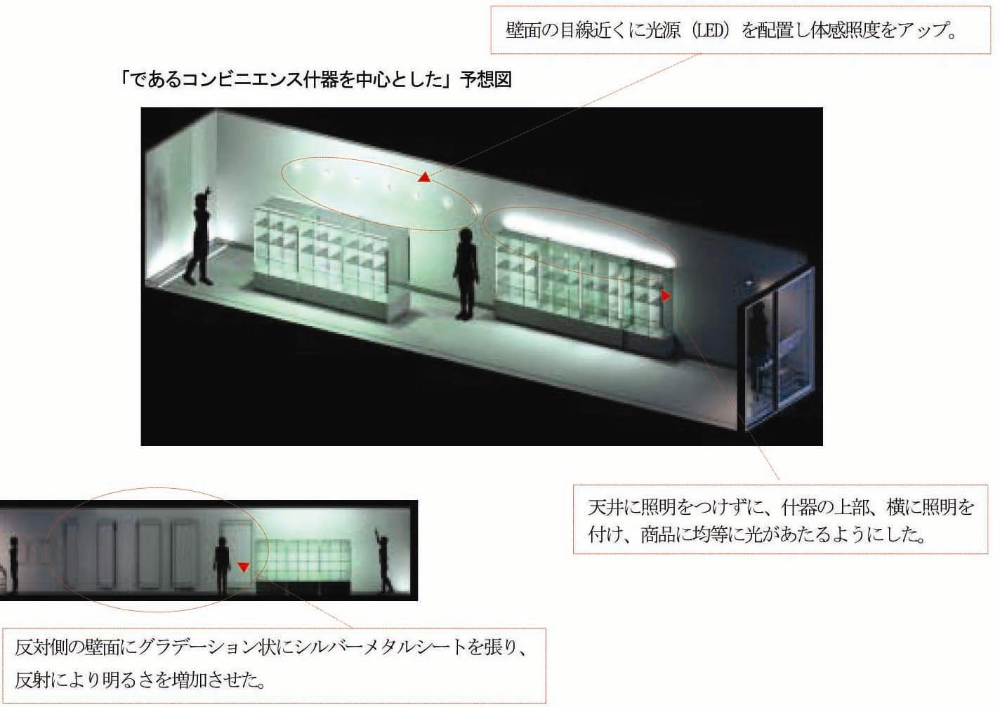 壁面の目線近くに光源（LED）を配置し体感照度をアップ。
「であるコンビニエンス什器を中心とした」予想図
天井に照明をつけずに、什器の上部、横に照明を
付け、商品に均等に光があたるようにした。
反対側の壁面にグラデーション状にシルバーメタルシートを張り、
反射により明るさを増加させた。